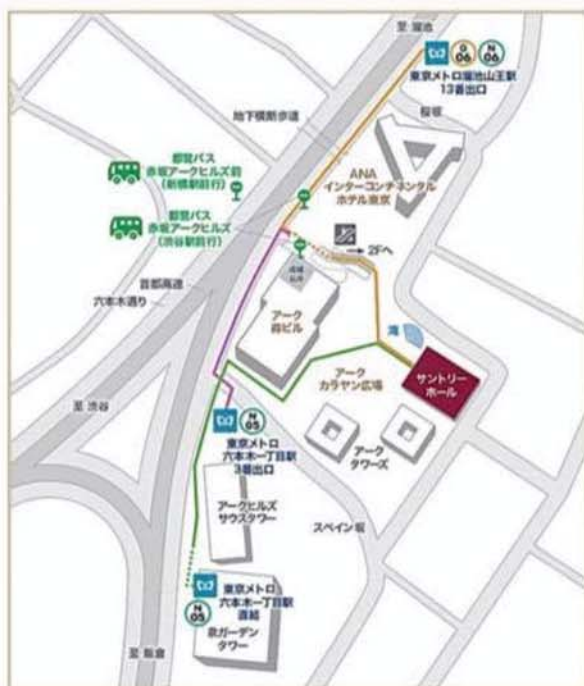 至 溜池
G
06
N
06
東京メトロ溜池山王駅
13番出口
桜坂
地下横断歩道
都営バス
赤坂アークヒルズ前
(新橋駅前行)
ANA
インターコンチネンタル
ホテル東京
都営バス
赤坂アークヒルズ
(渋谷駅前行)
→ 2Fへ
首都高速
六本木通り
アーク
森ビル
滝
サントリー
ホール
アーク
カラヤン広場
至 渋谷
N
05
東京メトロ
六本木一丁目駅
3番出口
アーク
タワーズ
アークヒルズ
サウスタワー
スペイン坂
東京メトロ
六本木一丁目駅
直結
N
05
泉ガーデン
タワー
至 飯倉